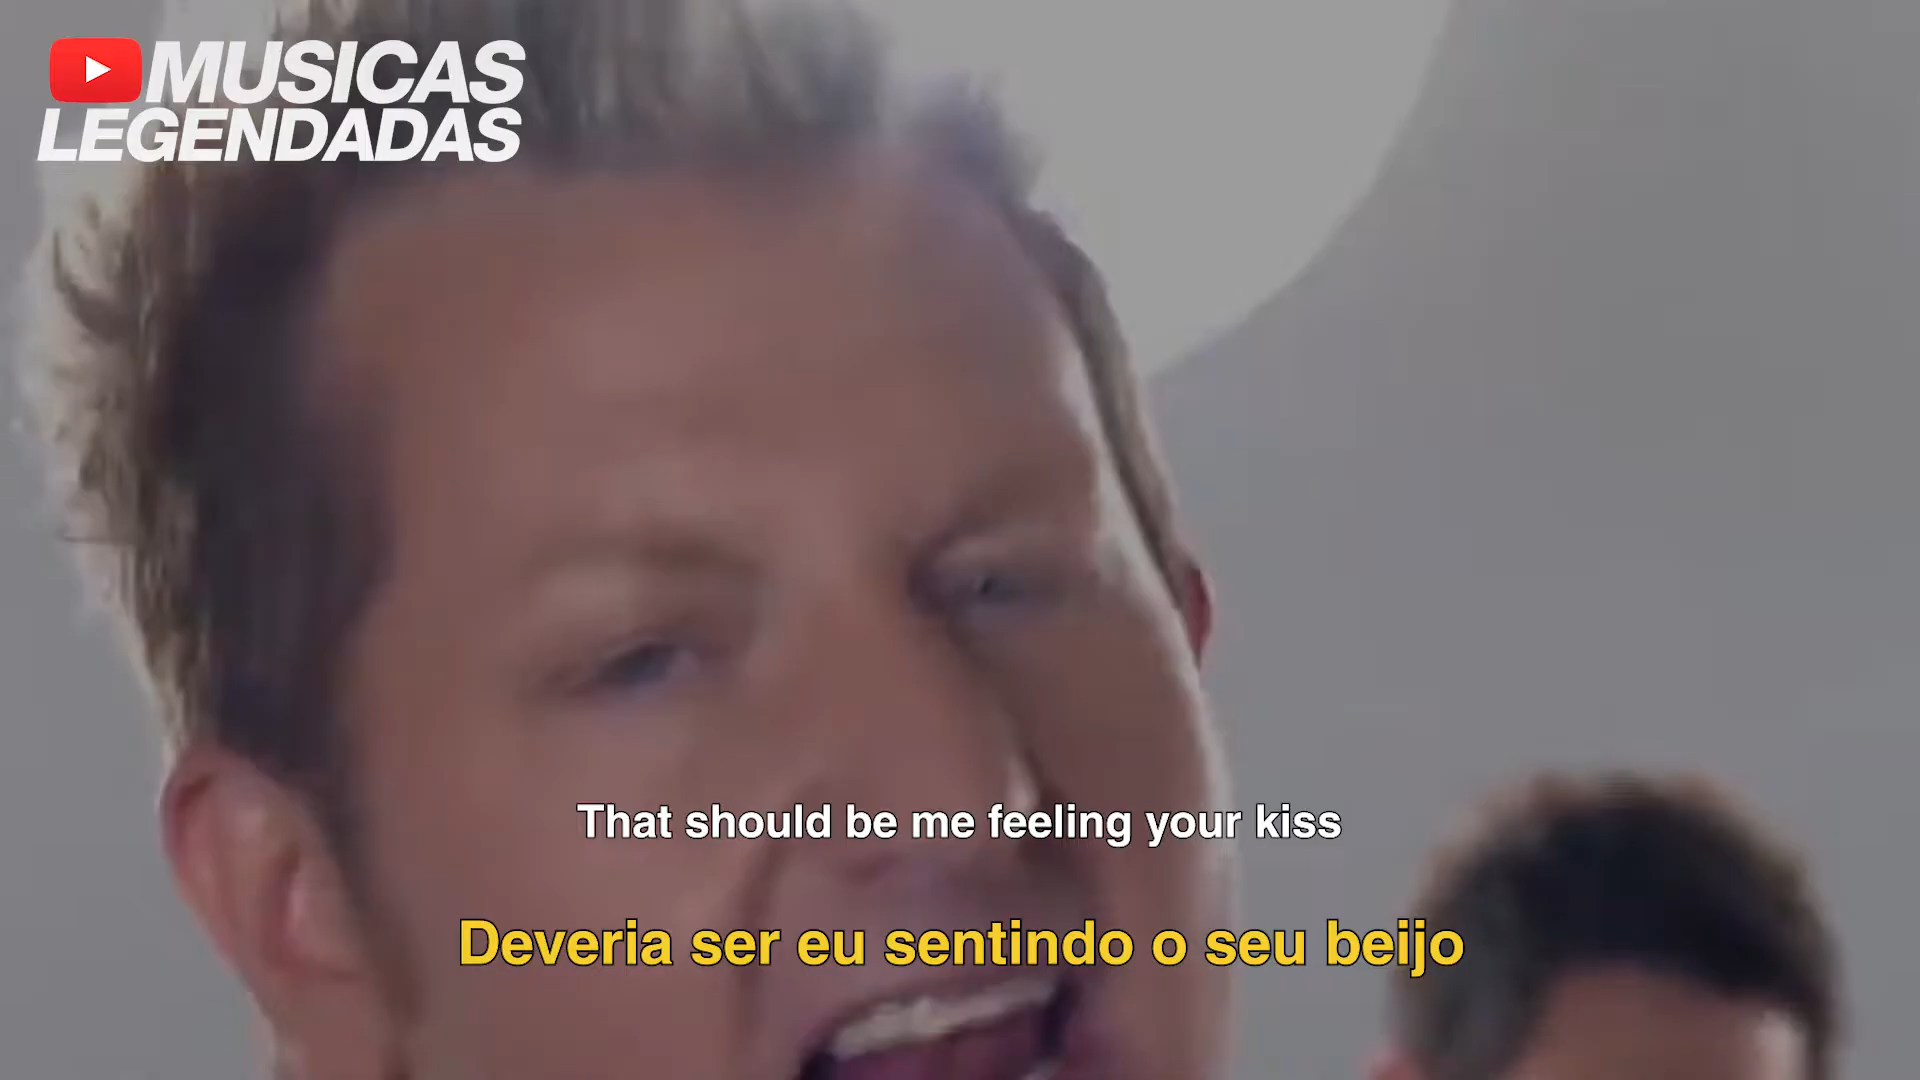 MUSICAS
LEGENDADAS
That should be me feeling your kiss
Deveria ser eu sentindo o seu beijo